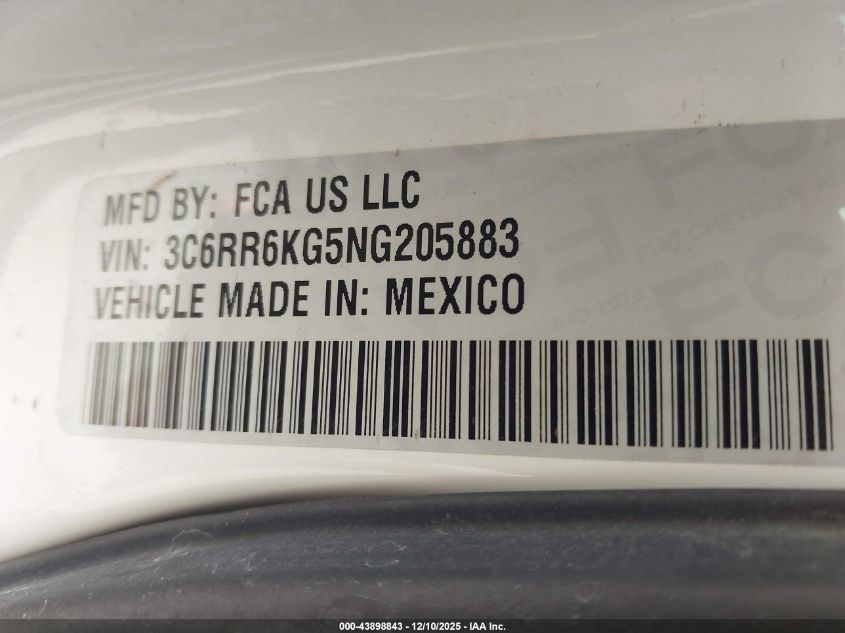 MFD BY: FCA US LLC
VIN: 3C6RR6KG5NG205883
VEHICLE MADE IN: MEXICO
000-43898843 - 12/10/2025 - IAA Inc.